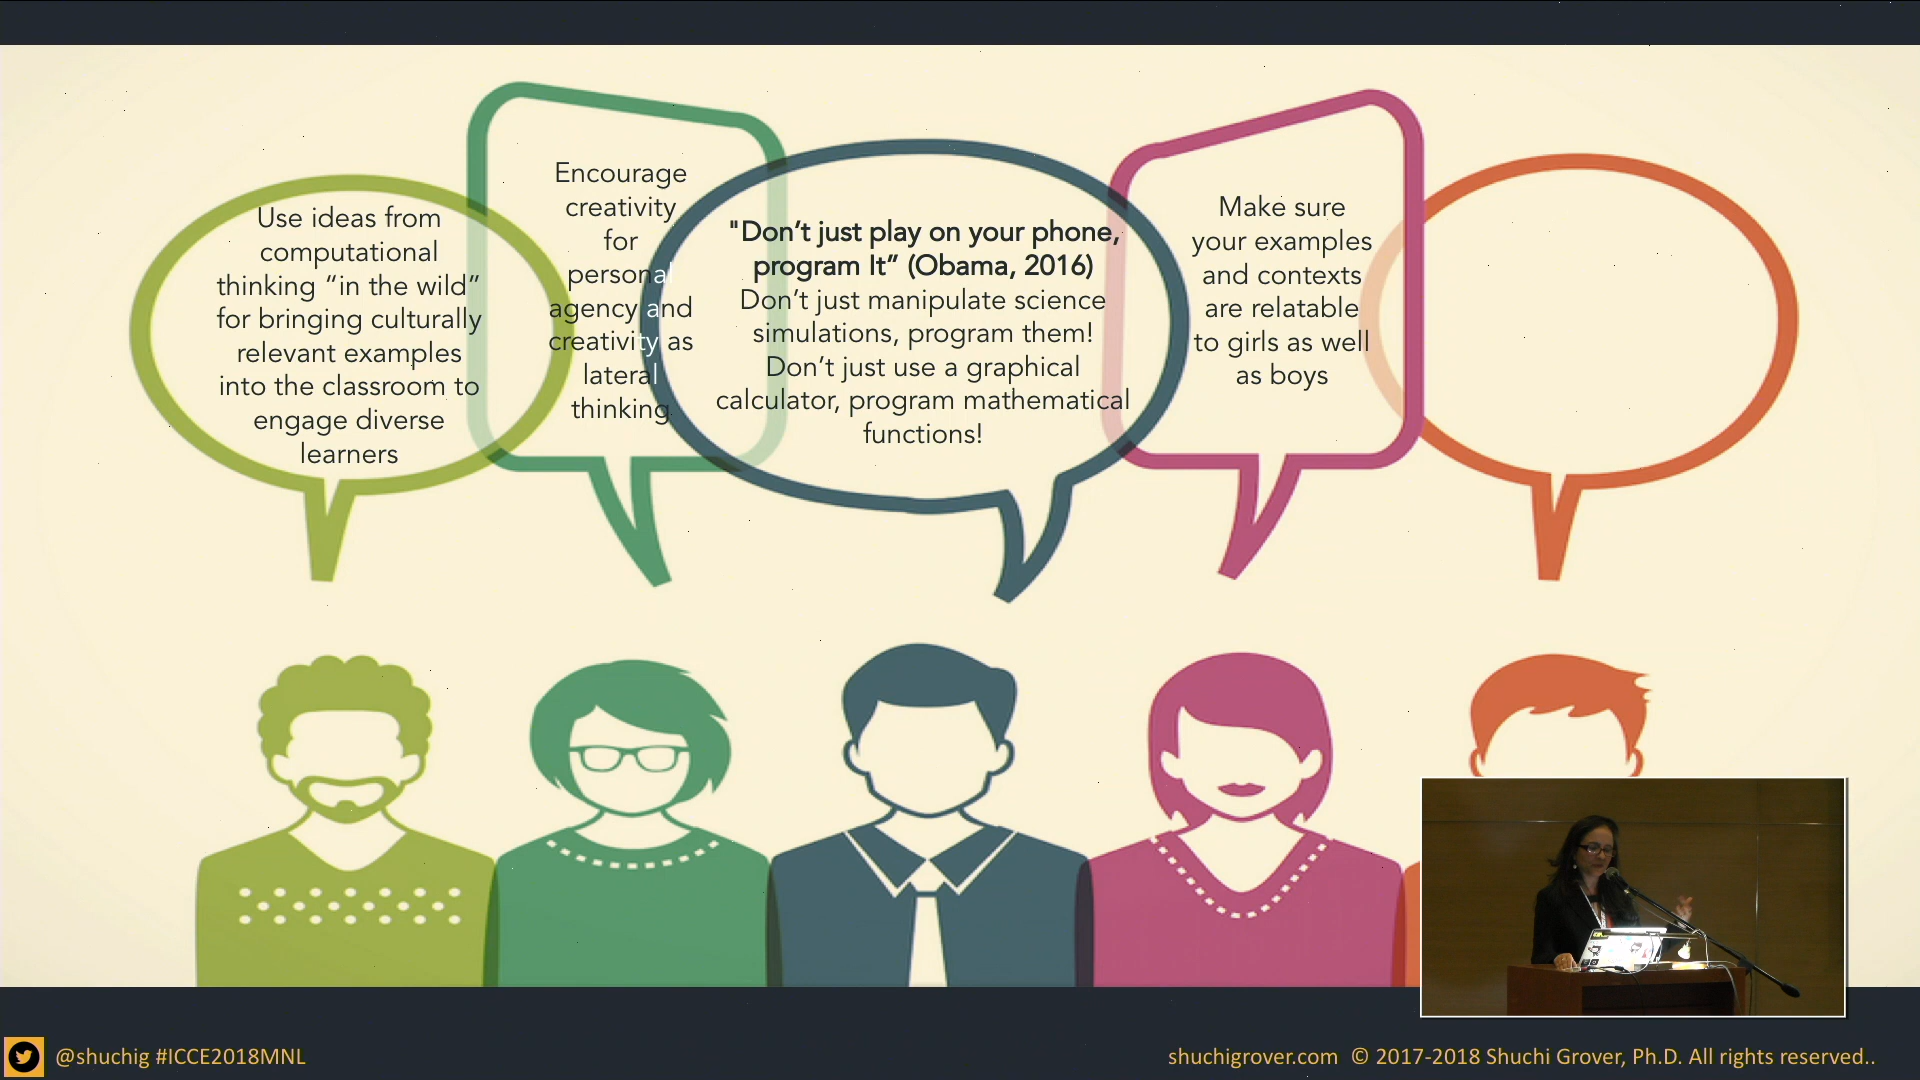 Use ideas from
computational
thinking “in the wild”
for bringing culturally
relevant examples
into the classroom to
engage diverse
learners
Encourage
creativity
for
personal
agency and
creativity as
lateral
thinking
"Don’t just play on your phone,
program It” (Obama, 2016)
Don’t just manipulate science
simulations, program them!
Don’t just use a graphical
calculator, program mathematical
functions!
Make sure
your examples
and contexts
are relatable
to girls as well
as boys
@shuchig #ICCE2018MNL
shuchigrover.com © 2017-2018 Shuchi Grover, Ph.D. All rights reserved..